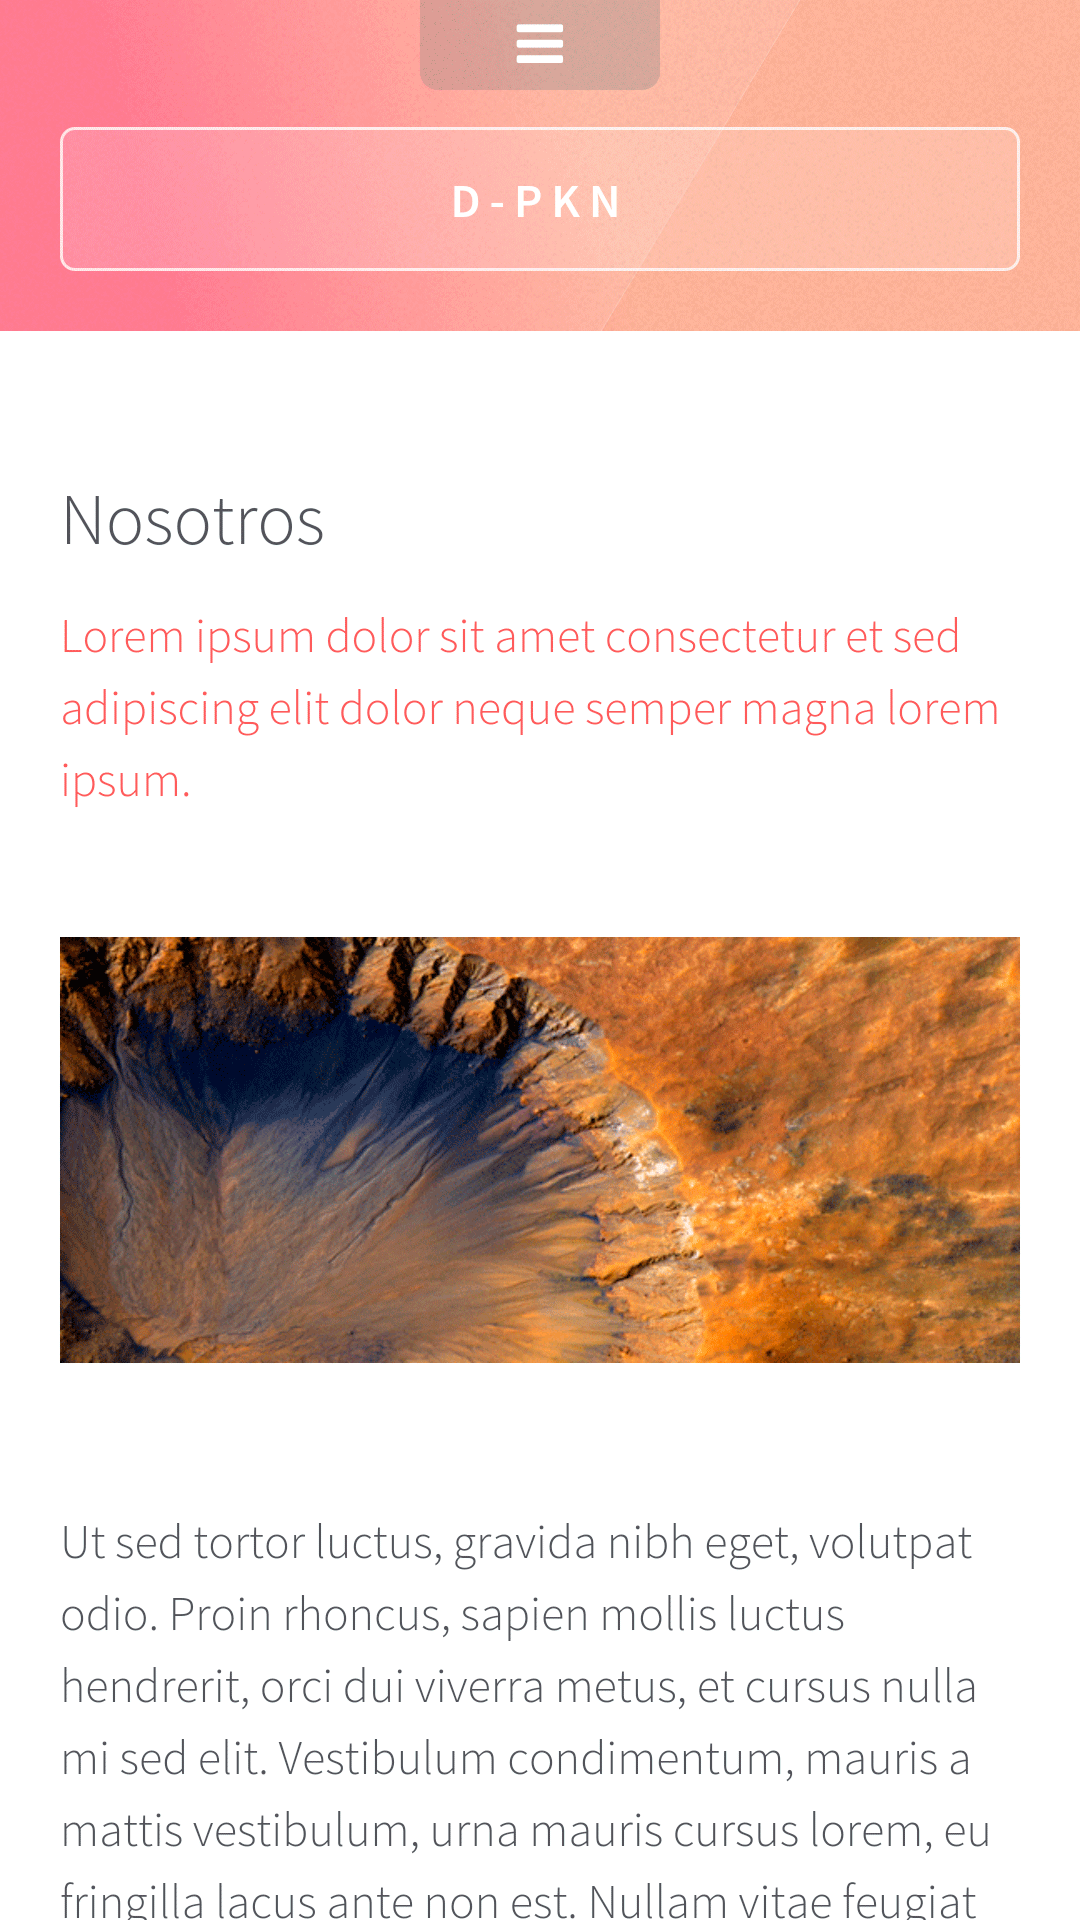 D-PKN
Nosotros
Lorem ipsum dolor sit amet consectetur et sed
adipiscing elit dolor neque semper magna lorem
ipsum.
Ut sed tortor luctus, gravida nibh eget, volutpat
odio. Proin rhoncus, sapien mollis luctus
hendrerit, orci dui viverra metus, et cursus nulla
mi sed elit. Vestibulum condimentum, mauris a
mattis vestibulum, urna mauris cursus lorem, eu
fringilla lacus ante non est. Nullam vitae feugiat